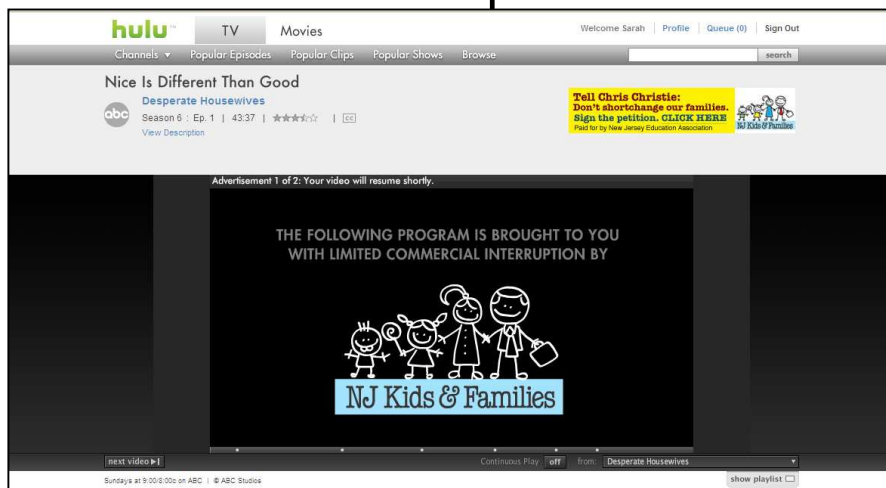 hulu™ TV Movies Welcome Sarah | Profile | Queue (0) | Sign Out
Channels ▼ Popular Episodes Popular Clips Popular Shows Browse search
Nice Is Different Than Good
abc
Desperate Housewives
Season 6 : Ep. 1 | 43:37 | | cc
View Description
Tell Chris Christie:
Don't shortchange our families.
Sign the petition. CLICK HERE
Paid for by New Jersey Education Association
NJ Kids & Families
Advertisement 1 of 2: Your video will resume shortly.
THE FOLLOWING PROGRAM IS BROUGHT TO YOU
WITH LIMITED COMMERCIAL INTERRUPTION BY
NJ Kids & Families
next video Continuous Play off from: Desperate Housewives
Sundays at 9:00/8:00c on ABC | © ABC Studios show playlist